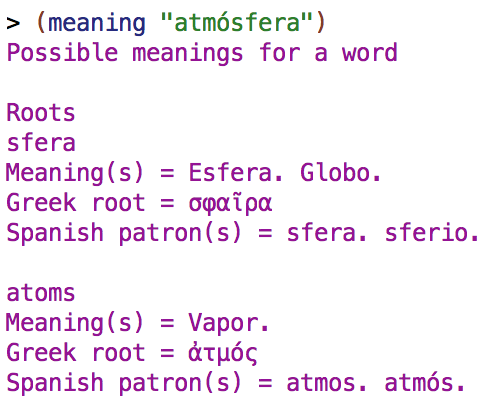 > (meaning "atmósfera")
Possible meanings for a word
Roots
sfera
Meaning(s) = Esfera. Globo.
Greek root = σφαῖρα
Spanish patron(s) = sfera. sferio.
atoms
Meaning(s) = Vapor.
Greek root = ἀτμός
Spanish patron(s) = atmos. atmós.